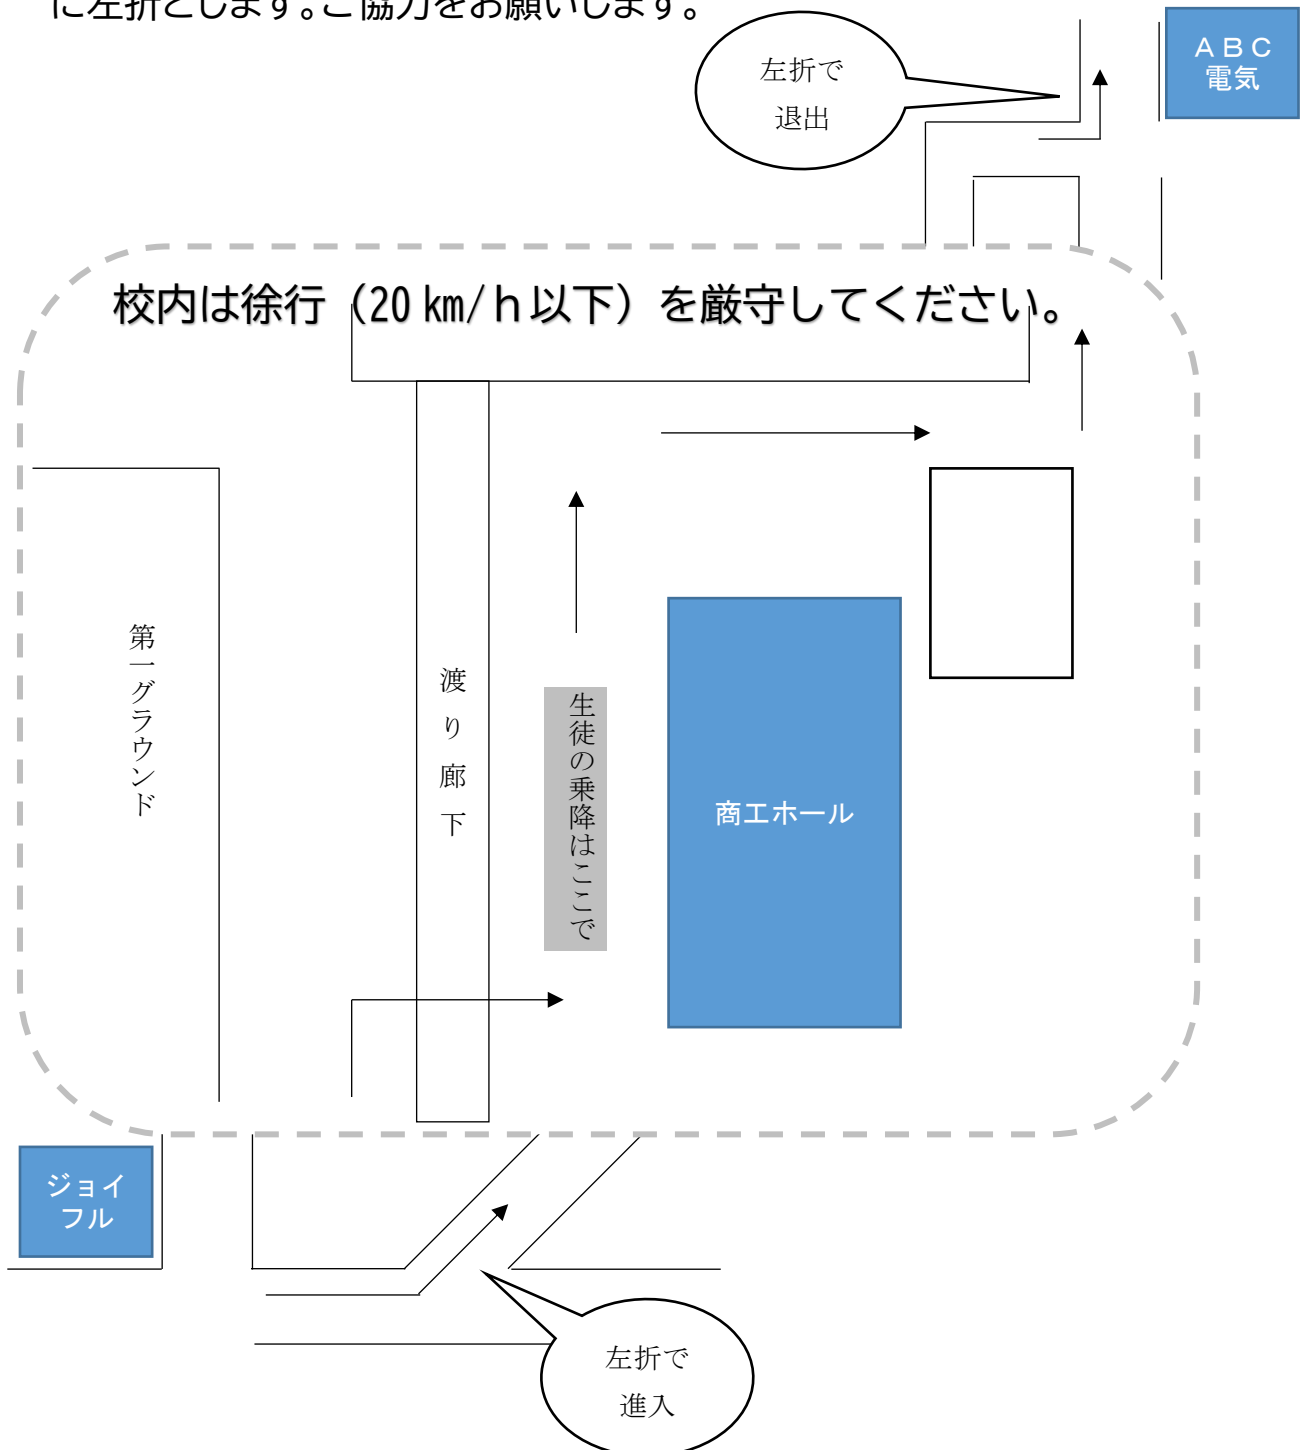 に左折とします。ご協力をお願いします。
ＡＢＣ
電気
左折で
退出
校内は徐行（20㎞/ｈ以下）を厳守してください。
第一グラウンド
渡り廊下
生徒の乗降はここで
商工ホール
ジョイ
フル
左折で
進入